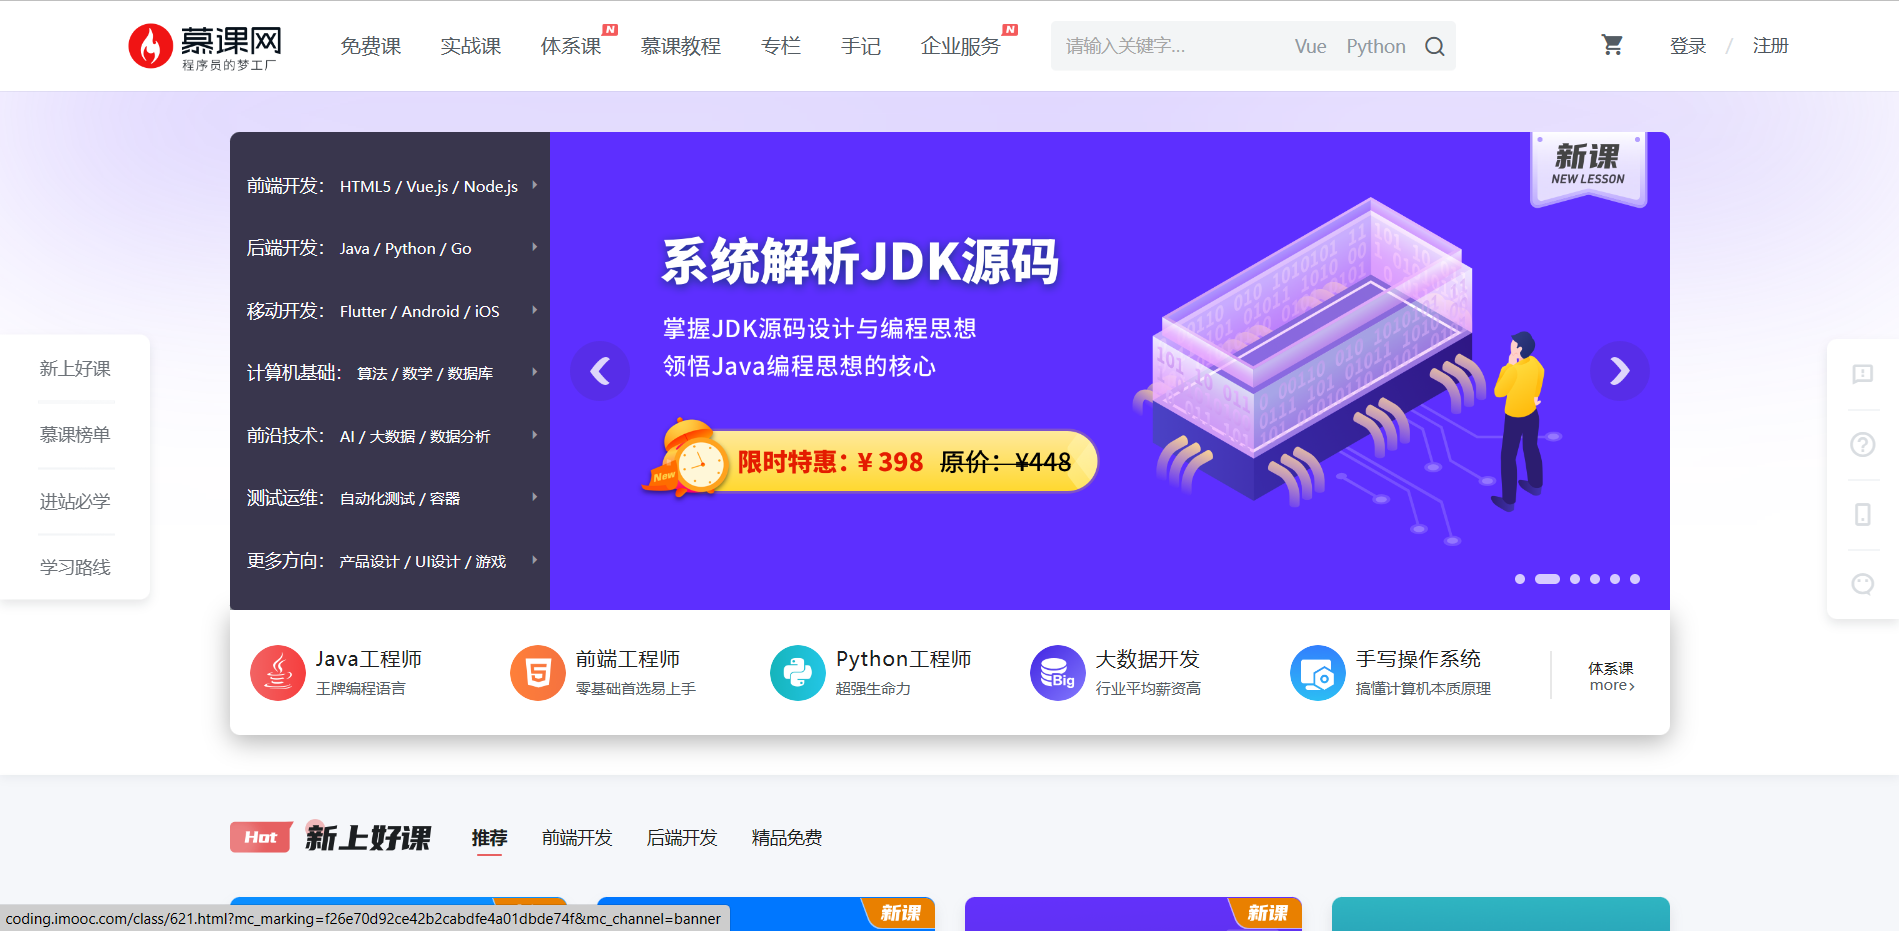 慕课网
程序员的梦工厂
免费课
实战课
体系课
N
慕课教程
专栏
手记
企业服务
N
请输入关键字...
Vue
Python
登录 / 注册
新上好课
慕课榜单
进站必学
学习路线
前端开发： HTML5 / Vue.js / Node.js
后端开发： Java / Python / Go
移动开发： Flutter / Android / iOS
计算机基础： 算法 / 数学 / 数据库
前沿技术： AI / 大数据 / 数据分析
测试运维： 自动化测试 / 容器
更多方向： 产品设计 / UI设计 / 游戏
新课
NEW LESSON
系统解析JDK源码
掌握JDK源码设计与编程思想
领悟Java编程思想的核心
New
限时特惠：¥ 398 原价：¥448
Java工程师
王牌编程语言
5
前端工程师
零基础首选易上手
Python工程师
超强生命力
Big
大数据开发
行业平均薪资高
手写操作系统
搞懂计算机本质原理
体系课
more›
Hot
新上好课
推荐
前端开发
后端开发
精品免费
新课
新课
coding.imooc.com/class/621.html?mc_marking=f26e70d92ce42b2cabdfe4a01dbde74f&mc_channel=banner